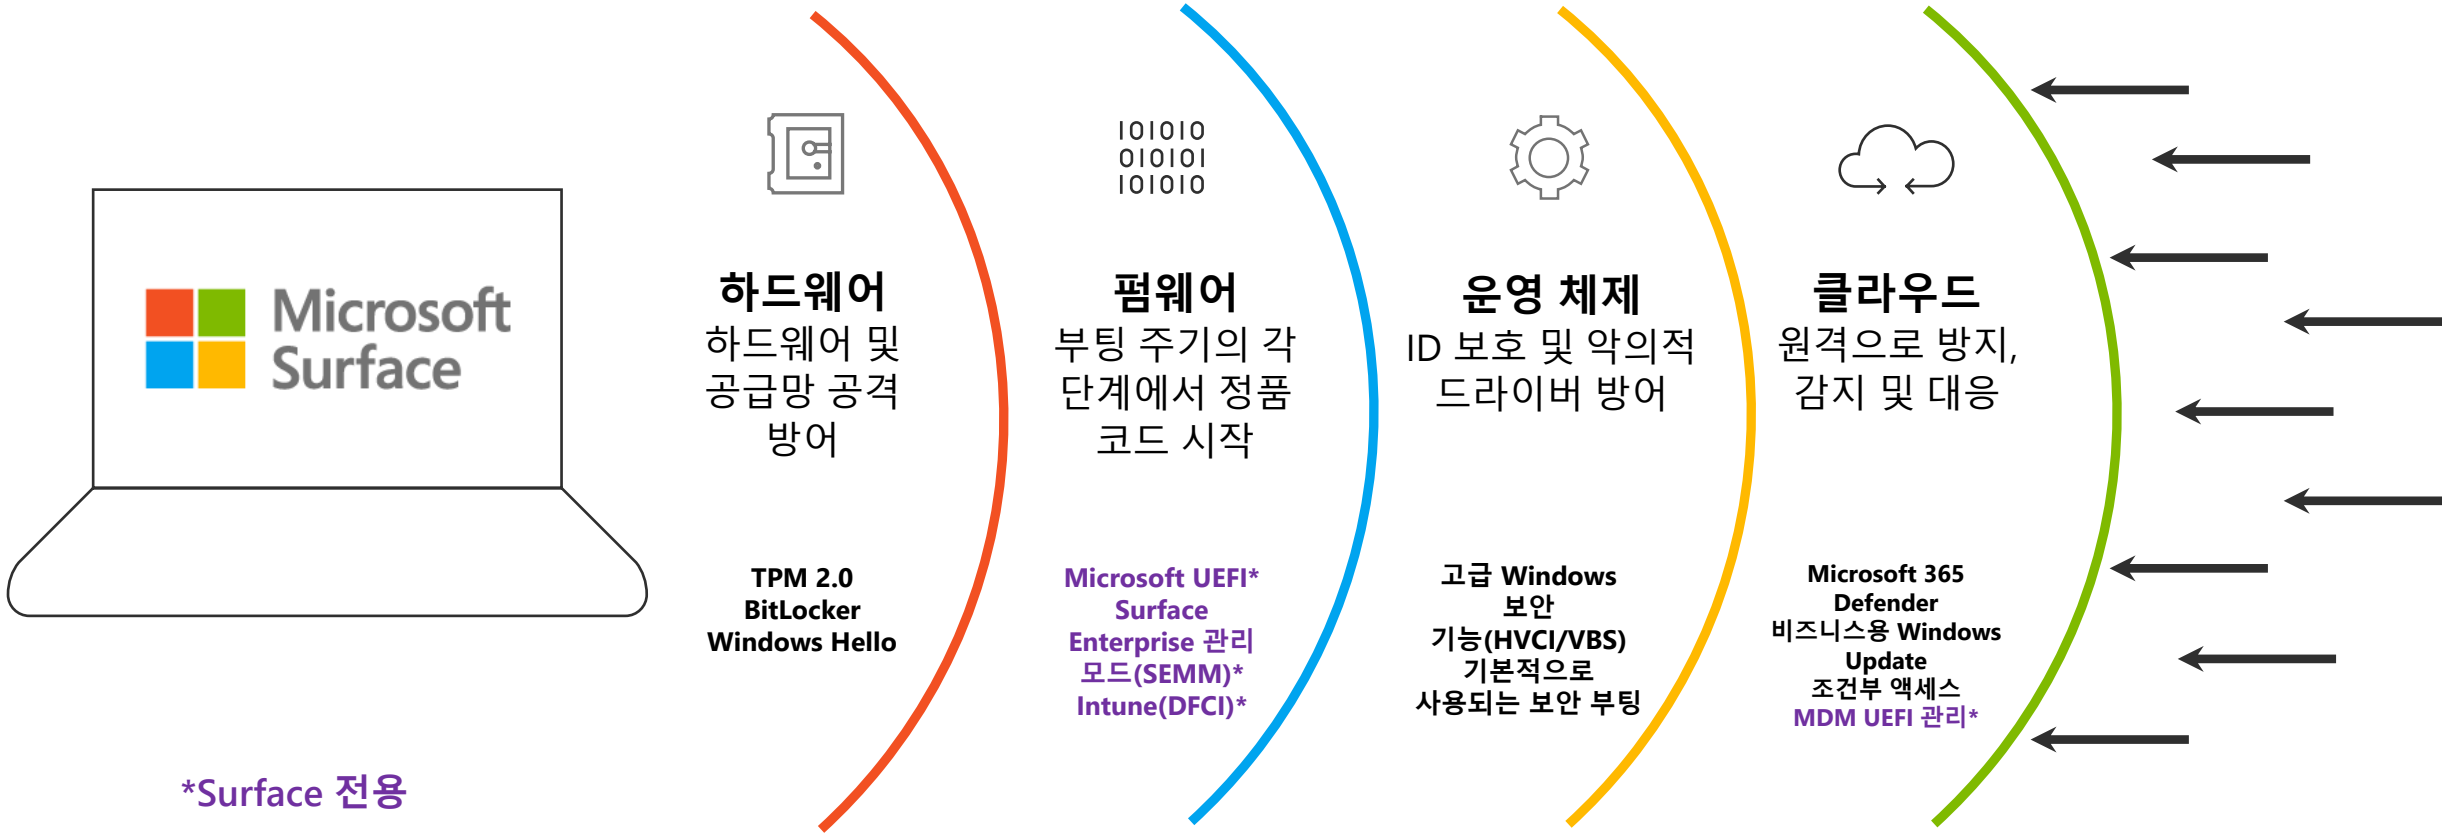 Microsoft
Surface
*Surface 전용
하드웨어
하드웨어 및
공급망 공격
방어
TPM 2.0
BitLocker
Windows Hello
101010
010101
101010
펌웨어
부팅 주기의 각
단계에서 정품
코드 시작
Microsoft UEFI*
Surface
Enterprise 관리
모드(SEMM)*
Intune(DFCI)*
운영 체제
ID 보호 및 악의적
드라이버 방어
고급 Windows
보안
기능(HVCI/VBS)
기본적으로
사용되는 보안 부팅
클라우드
원격으로 방지,
감지 및 대응
Microsoft 365
Defender
비즈니스용 Windows
Update
조건부 액세스
MDM UEFI 관리*